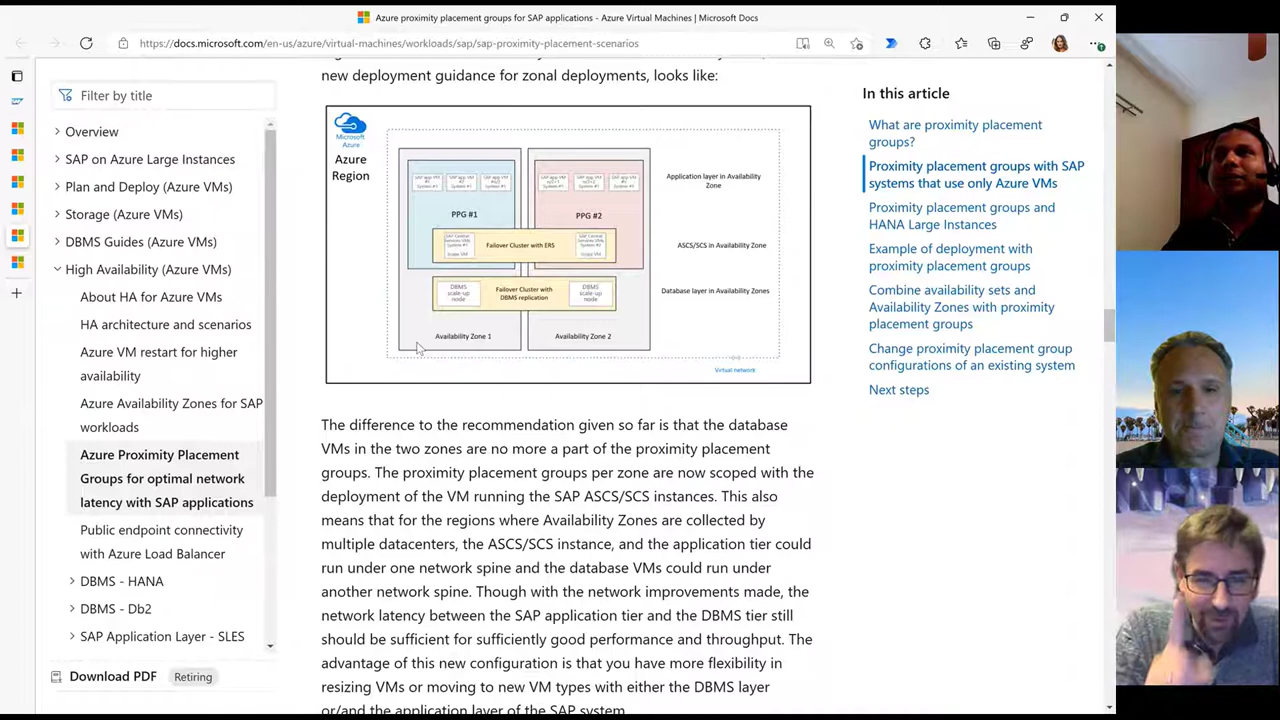 Azure proximity placement groups for SAP applications - Azure Virtual Machines | Microsoft Docs
https://docs.microsoft.com/en-us/azure/virtual-machines/workloads/sap/sap-proximity-placement-scenarios
Filter by title
Overview
SAP on Azure Large Instances
Plan and Deploy (Azure VMs)
Storage (Azure VMs)
DBMS Guides (Azure VMs)
High Availability (Azure VMs)
About HA for Azure VMs
HA architecture and scenarios
Azure VM restart for higher
availability
Azure Availability Zones for SAP
workloads
Azure Proximity Placement
Groups for optimal network
latency with SAP applications
Public endpoint connectivity
with Azure Load Balancer
DBMS - HANA
DBMS - Db2
SAP Application Layer - SLES
Download PDF
Retiring
new deployment guidance for zonal deployments, looks like:
Microsoft
Azure
Azure
Region
PPG #1
PPG #2
Application layer in Availability
Zone
Failover Cluster with ERS
ASCS/SCS in Availability Zone
DBMS
scale-up
node
Failover Cluster with
DBMS replication
DBMS
scale-up
node
Database layer in Availability Zones
Availability Zone 1
Availability Zone 2
Virtual network
The difference to the recommendation given so far is that the database
VMs in the two zones are no more a part of the proximity placement
groups. The proximity placement groups per zone are now scoped with the
deployment of the VM running the SAP ASCS/SCS instances. This also
means that for the regions where Availability Zones are collected by
multiple datacenters, the ASCS/SCS instance, and the application tier could
run under one network spine and the database VMs could run under
another network spine. Though with the network improvements made, the
network latency between the SAP application tier and the DBMS tier still
should be sufficient for sufficiently good performance and throughput. The
advantage of this new configuration is that you have more flexibility in
resizing VMs or moving to new VM types with either the DBMS layer
or/and the application layer of the SAP system.
In this article
What are proximity placement
groups?
Proximity placement groups with SAP
systems that use only Azure VMs
Proximity placement groups and
HANA Large Instances
Example of deployment with
proximity placement groups
Combine availability sets and
Availability Zones with proximity
placement groups
Change proximity placement group
configurations of an existing system
Next steps